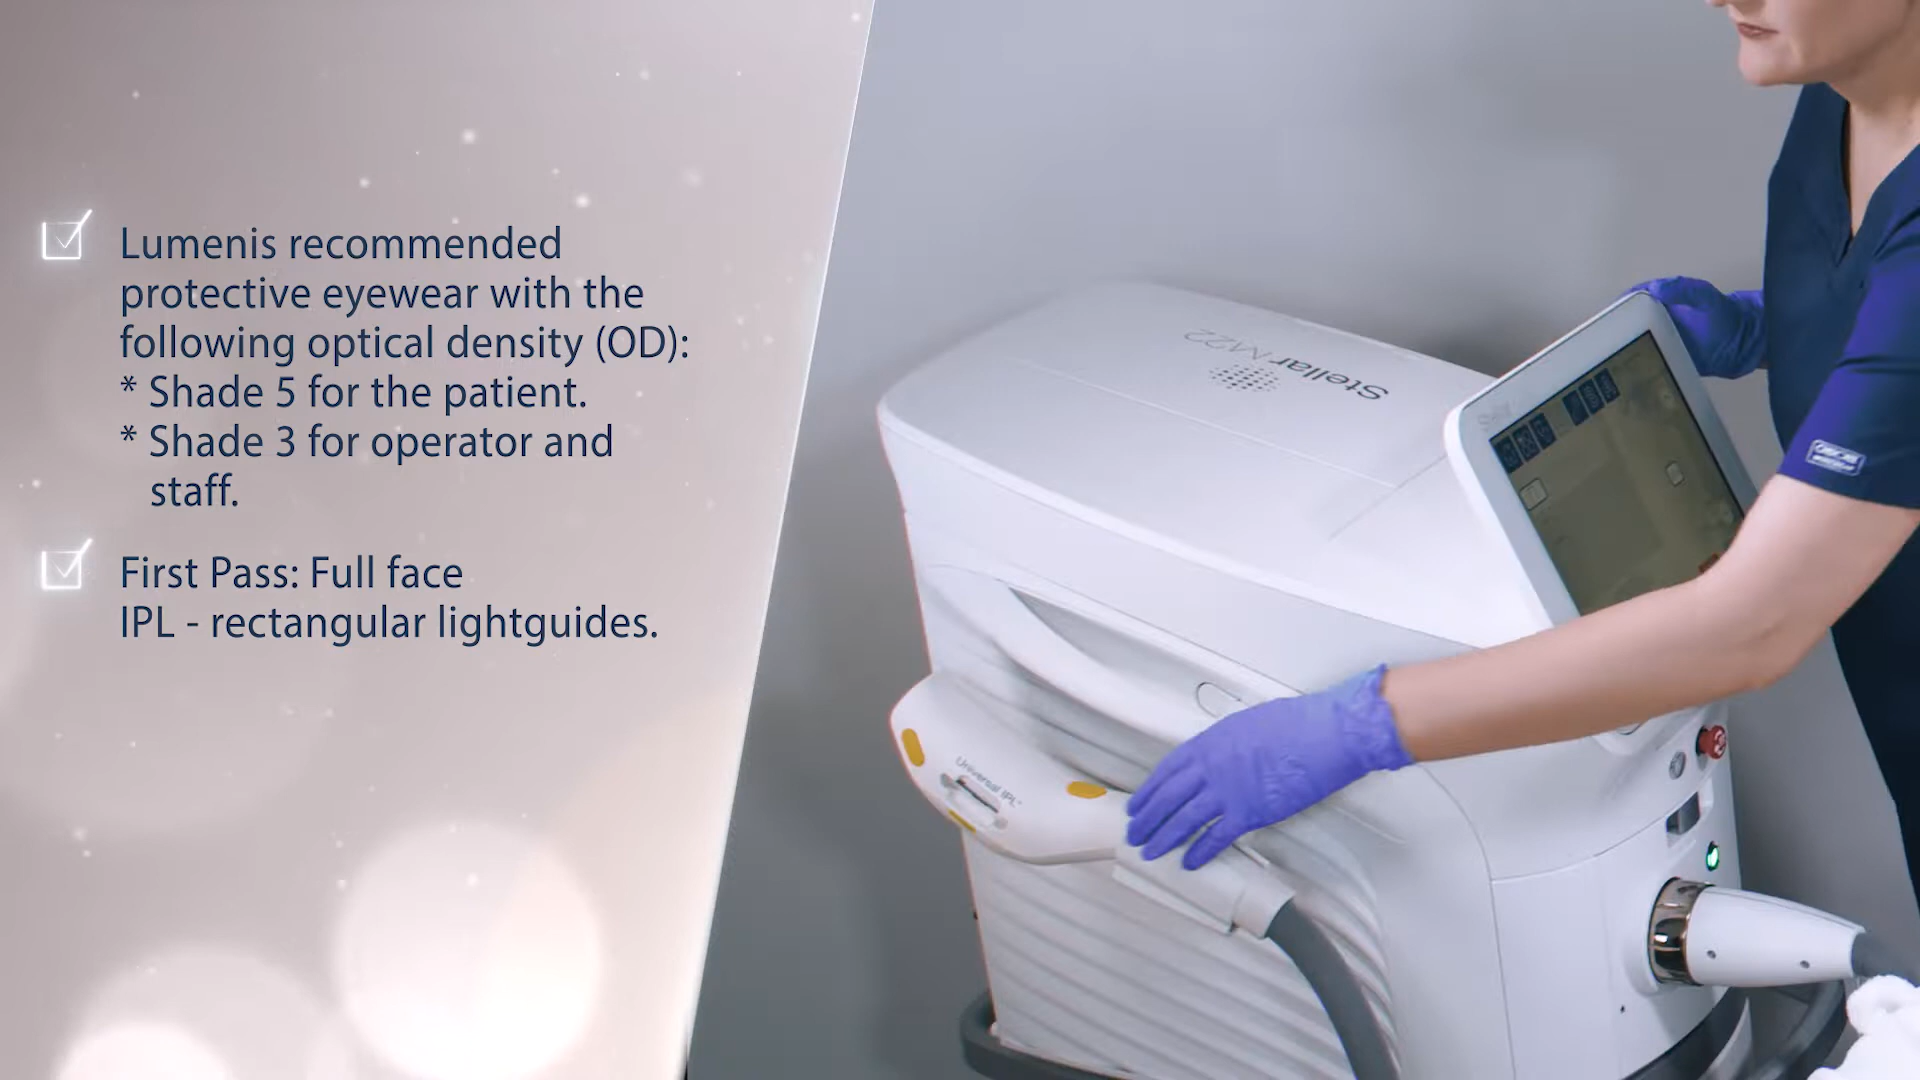 Lumenis recommended
protective eyewear with the
following optical density (OD):
* Shade 5 for the patient.
* Shade 3 for operator and
staff.
First Pass: Full face
IPL - rectangular lightguides.
Stellar M22
Universal IPL